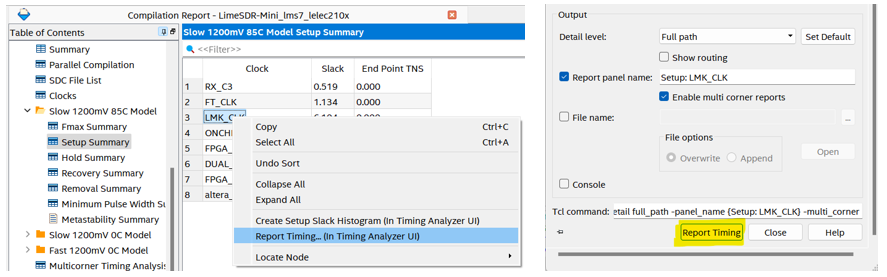 Compilation Report - LimeSDR-Mini_lms7_lelec210x
Table of Contents
Summary
Parallel Compilation
SDC File List
Clocks
Slow 1200mV 85C Model
Fmax Summary
Setup Summary
Hold Summary
Recovery Summary
Removal Summary
Minimum Pulse Width Su
Metastability Summary
Slow 1200mV 0C Model
Fast 1200mV 0C Model
Multicorner Timing Analysis
Slow 1200mV 85C Model Setup Summary
<<Filter>>
Clock Slack End Point TNS
1 RX_C3 0.519 0.000
2 FT_CLK 1.134 0.000
3 LMK_CLK
4 ONCHI
5 FPGA_
6 DUAL_
7 FPGA_
8 altera_
Copy Ctrl+C
Select All Ctrl+A
Undo Sort
Collapse All
Expand All
Create Setup Slack Histogram (In Timing Analyzer UI)
Report Timing... (In Timing Analyzer UI)
Locate Node
Output
Detail level: Full path Set Default
Show routing
Report panel name: Setup: LMK_CLK
Enable multi corner reports
File name: ...
File options
Overwrite Append Open
Console
Tcl command: etail full_path -panel_name {Setup: LMK_CLK} -multi_corner
Report Timing Close Help